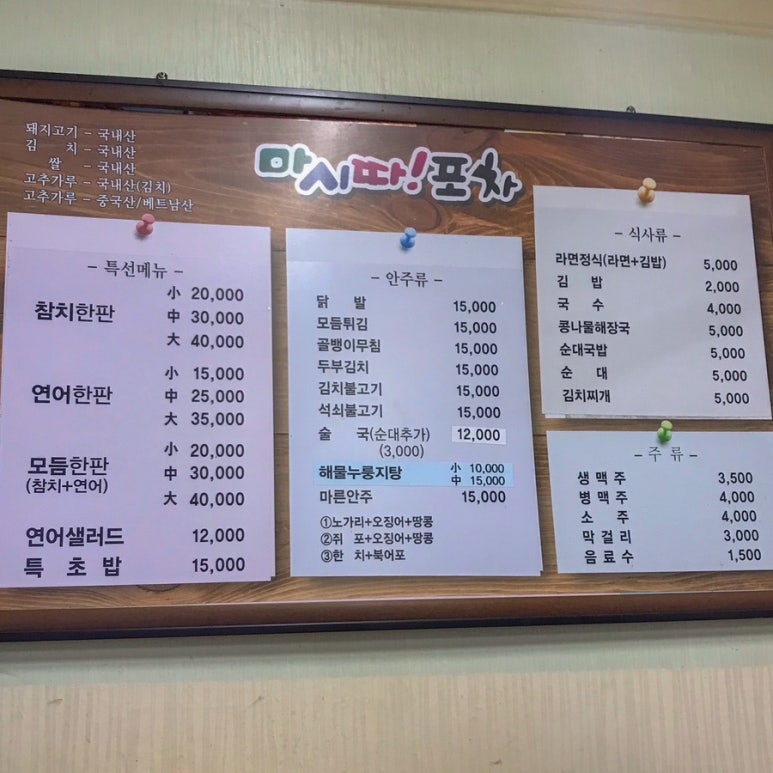 돼지고기 - 국내산
김 치 - 국내산
쌀 - 국내산
고추가루 - 국내산(김치)
고추가루 - 중국산/베트남산
마시따!포차
- 특선메뉴 -
참치한판 小 20,000
中 30,000
大 40,000
연어한판 小 15,000
中 25,000
大 35,000
모듬한판 小 20,000
(참치+연어) 中 30,000
大 40,000
연어샐러드 12,000
특 초 밥 15,000
- 안주류 -
닭 발 15,000
모듬튀김 15,000
골뱅이무침 15,000
두부김치 15,000
김치불고기 15,000
석쇠불고기 15,000
술 국(순대추가) 12,000
(3,000)
해물누룽지탕 小 10,000
中 15,000
마른안주 15,000
①노가리+오징어+땅콩
②쥐 포+오징어+땅콩
③한 치+북어포
- 식사류 -
라면정식(라면+김밥) 5,000
김 밥 2,000
국 수 4,000
콩나물해장국 5,000
순대국밥 5,000
순 대 5,000
김치찌개 5,000
- 주 류 -
생 맥 주 3,500
병 맥 주 4,000
소 주 4,000
막 걸 리 3,000
음 료 수 1,500